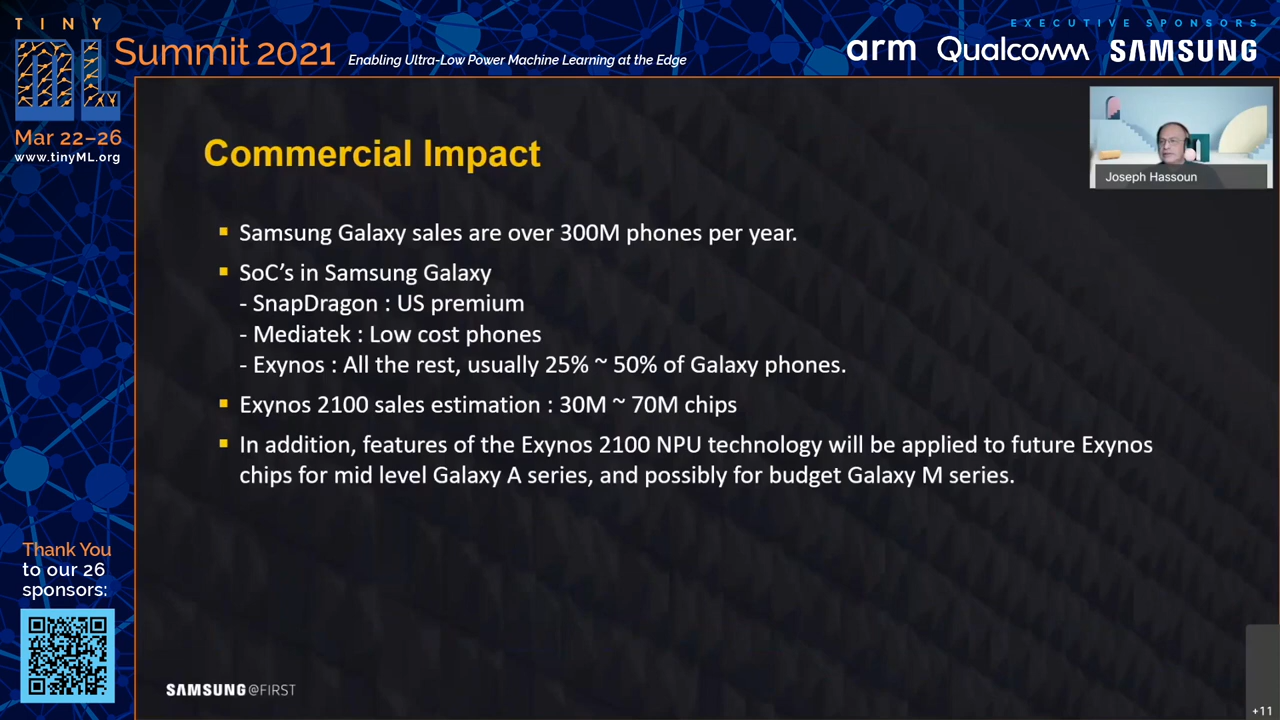 TINY
ML
Summit 2021
Enabling Ultra-Low Power Machine Learning at the Edge
EXECUTIVE SPONSORS
arm Qualcomm SAMSUNG
Mar 22–26
www.tinyML.org
Joseph Hassoun
Commercial Impact
▪ Samsung Galaxy sales are over 300M phones per year.
▪ SoC’s in Samsung Galaxy
- SnapDragon : US premium
- Mediatek : Low cost phones
- Exynos : All the rest, usually 25% ~ 50% of Galaxy phones.
▪ Exynos 2100 sales estimation : 30M ~ 70M chips
▪ In addition, features of the Exynos 2100 NPU technology will be applied to future Exynos
chips for mid level Galaxy A series, and possibly for budget Galaxy M series.
Thank You
to our 26
sponsors:
SAMSUNG@FIRST
+11